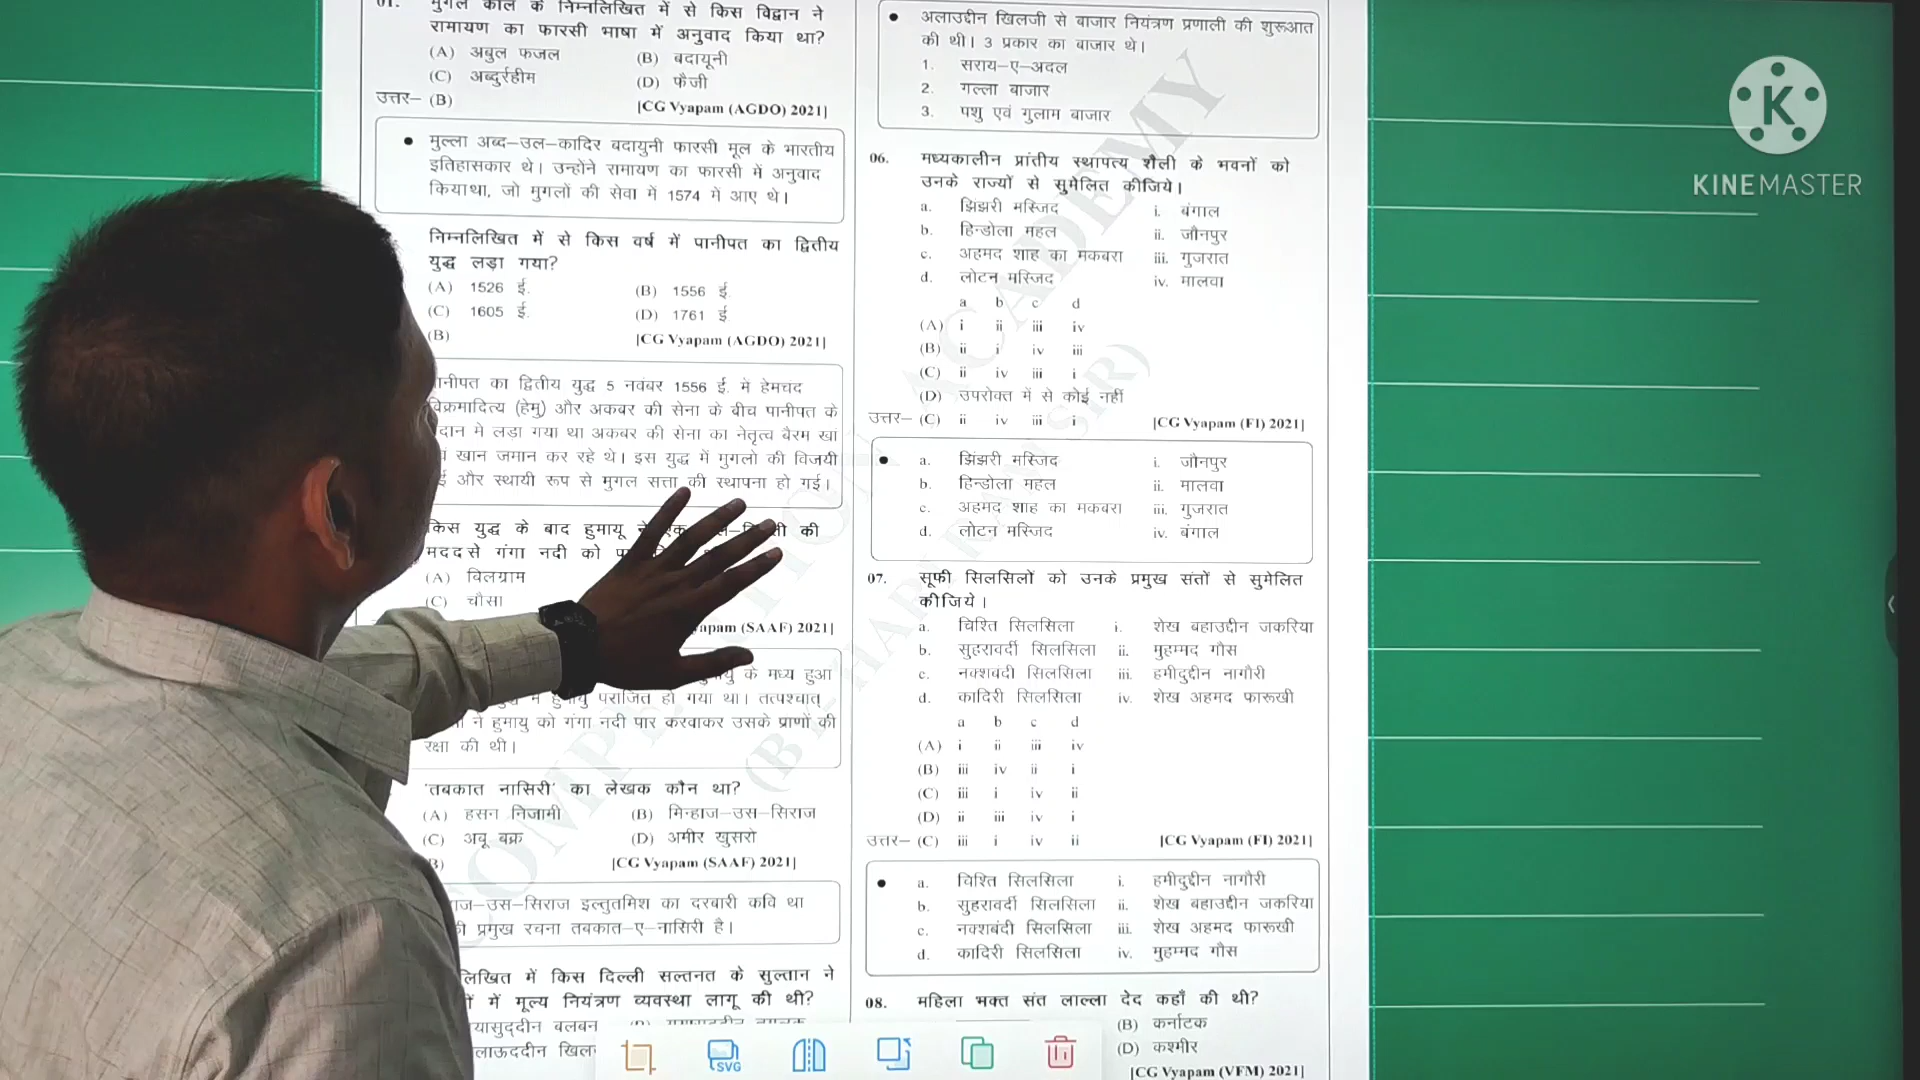 01. मुगल काल के निम्नलिखित में से किस विद्वान ने
रामायण का फारसी भाषा में अनुवाद किया था?
(A) अबुल फजल (B) बदायूनी
(C) अब्दुर्रहीम (D) फैजी
उत्तर– (B) [CG Vyapam (AGDO) 2021]
• मुल्ला अब्द–उल–कादिर बदायुनी फारसी मूल के भारतीय
इतिहासकार थे। उन्होने रामायण का फारसी में अनुवाद
कियाथा, जो मुगलों की सेवा में 1574 में आए थे।
निम्नलिखित में से किस वर्ष में पानीपत का द्वितीय
युद्ध लड़ा गया?
(A) 1526 ई. (B) 1556 ई.
(C) 1605 ई. (D) 1761 ई.
(B) [CG Vyapam (AGDO) 2021]
का द्वितीय युद्ध 5 नवंबर 1556 ई. मे हेमचद
(हेमु) और अकबर की सेना के बीच पानीपत के
मे लड़ा गया था अकबर की सेना का नेतृत्व बैरम खा
खान जमान कर रहे थे। इस युद्ध में मुगलो की विजयी
और स्थायी रूप से मुगल सत्ता की स्थापना हो गई।
किस युद्ध के बाद हुमायू की
मददसे गंगा नदी को
(A) विलग्राम
(C) चौसा
(SAAF) 2021]
के मध्य हुआ
पराजित हो गया था। तत्पश्चात्
ने हुमायु को गंगा नदी पार करवाकर उसके प्राणों की
रक्षा की थी।
'तबकात नासिरी' का लेखक कौन था?
(A) हसन निजामी (B) मिन्हाज–उस–सिराज
(C) अबू बक्र (D) अमीर खुसरो
[CG Vyapam (SAAF) 2021]
–उस–सिराज इल्तुतमिश का दरबारी कवि था
प्रमुख रचना तबकात–ए–नासिरी है।
में किस दिल्ली सल्तनत के सुल्तान ने
में मूल्य नियंत्रण व्यवस्था लागू की थी?
बलबन
• अलाउद्दीन खिलजी से बाजार नियंत्रण प्रणाली की शुरूआत
की थी। 3 प्रकार का बाजार थे।
1. सराय–ए–अदल
2. गल्ला बाजार
3. पशु एवं गुलाम बाजार
06. मध्यकालीन प्रांतीय स्थापत्य शैली के भवनों को
उनके राज्यों से सुमेलित कीजिये।
a. झिंझरी मस्जिद i. बंगाल
b. हिन्डोला महल ii. जौनपुर
c. अहमद शाह का मकबरा iii. गुजरात
d. लोटन मस्जिद iv. मालवा
a b c d
(A) i ii iii iv
(B) ii i iv iii
(C) ii iv iii i
(D) उपरोक्त में से कोई नहीं
उत्तर– (C) ii iv iii i [CG Vyapam (FI) 2021]
• a. झिंझरी मस्जिद i. जौनपुर
b. हिन्डोला महल ii. मालवा
c. अहमद शाह का मकबरा iii. गुजरात
d. लोटन मस्जिद iv. बंगाल
07. सूफी सिलसिलों को उनके प्रमुख संतों से सुमेलित
कीजिये।
a. चिश्ति सिलसिला i. शेख बहाउद्दीन जकरिया
b. सुहरावर्दी सिलसिला ii. मुहम्मद गौस
c. नक्शबंदी सिलसिला iii. हमीदुद्दीन नागौरी
d. कादिरी सिलसिला iv. शेख अहमद फारूखी
a b c d
(A) i ii iii iv
(B) iii iv ii i
(C) iii i iv ii
(D) ii iii iv i
उत्तर– (C) iii i iv ii [CG Vyapam (FI) 2021]
• a. चिश्ति सिलसिला i. हमीदुद्दीन नागौरी
b. सुहरावर्दी सिलसिला ii. शेख बहाउद्दीन जकरिया
c. नक्शबंदी सिलसिला iii. शेख अहमद फारूखी
d. कादिरी सिलसिला iv. मुहम्मद गौस
08. महिला भक्त संत लाल्ला देद कहाँ की थी?
(B) कर्नाटक
(D) कश्मीर
[CG Vyapam (VFM) 2021]
SVG
K
KINEMASTER